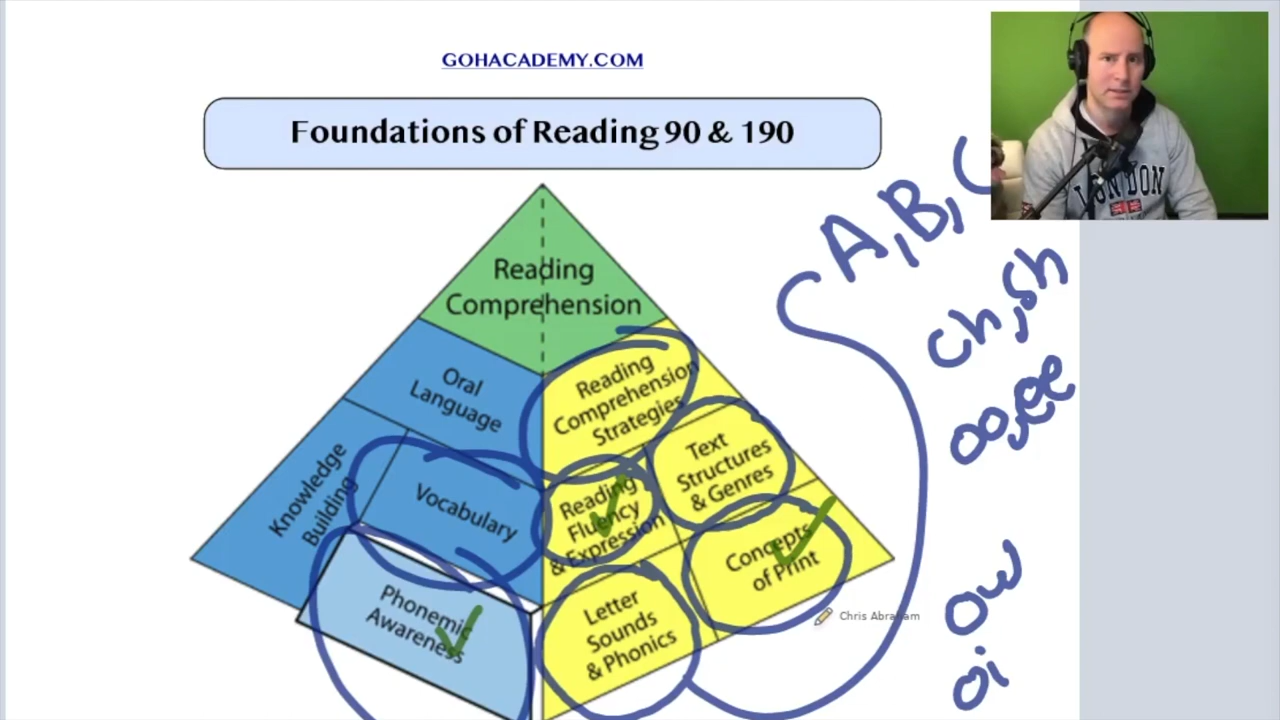 GOHACADEMY.COM
Foundations of Reading 90 & 190
Reading
Comprehension
Oral
Language
Reading
Comprehension
Strategies
Knowledge
Building
Vocabulary
Reading
Fluency
& Expression
Text
Structures
& Genres
Phonemic
Awareness
Letter
Sounds
& Phonics
Concepts
of Print
Chris Abraham
A, B, C
Ch, Sh
oo, ee
ow
oi
LONDON